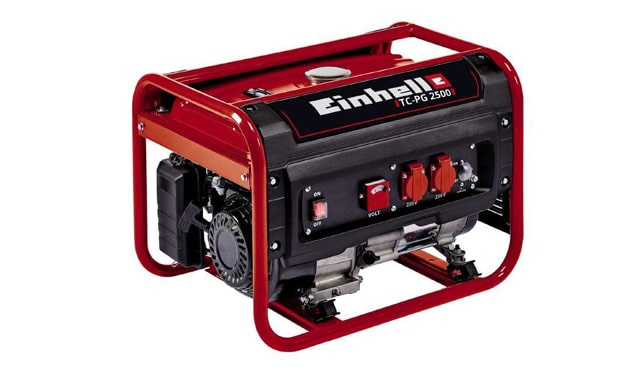 Einhell
TC-PG 2500
ON
OFF
VOLT
230V
230V